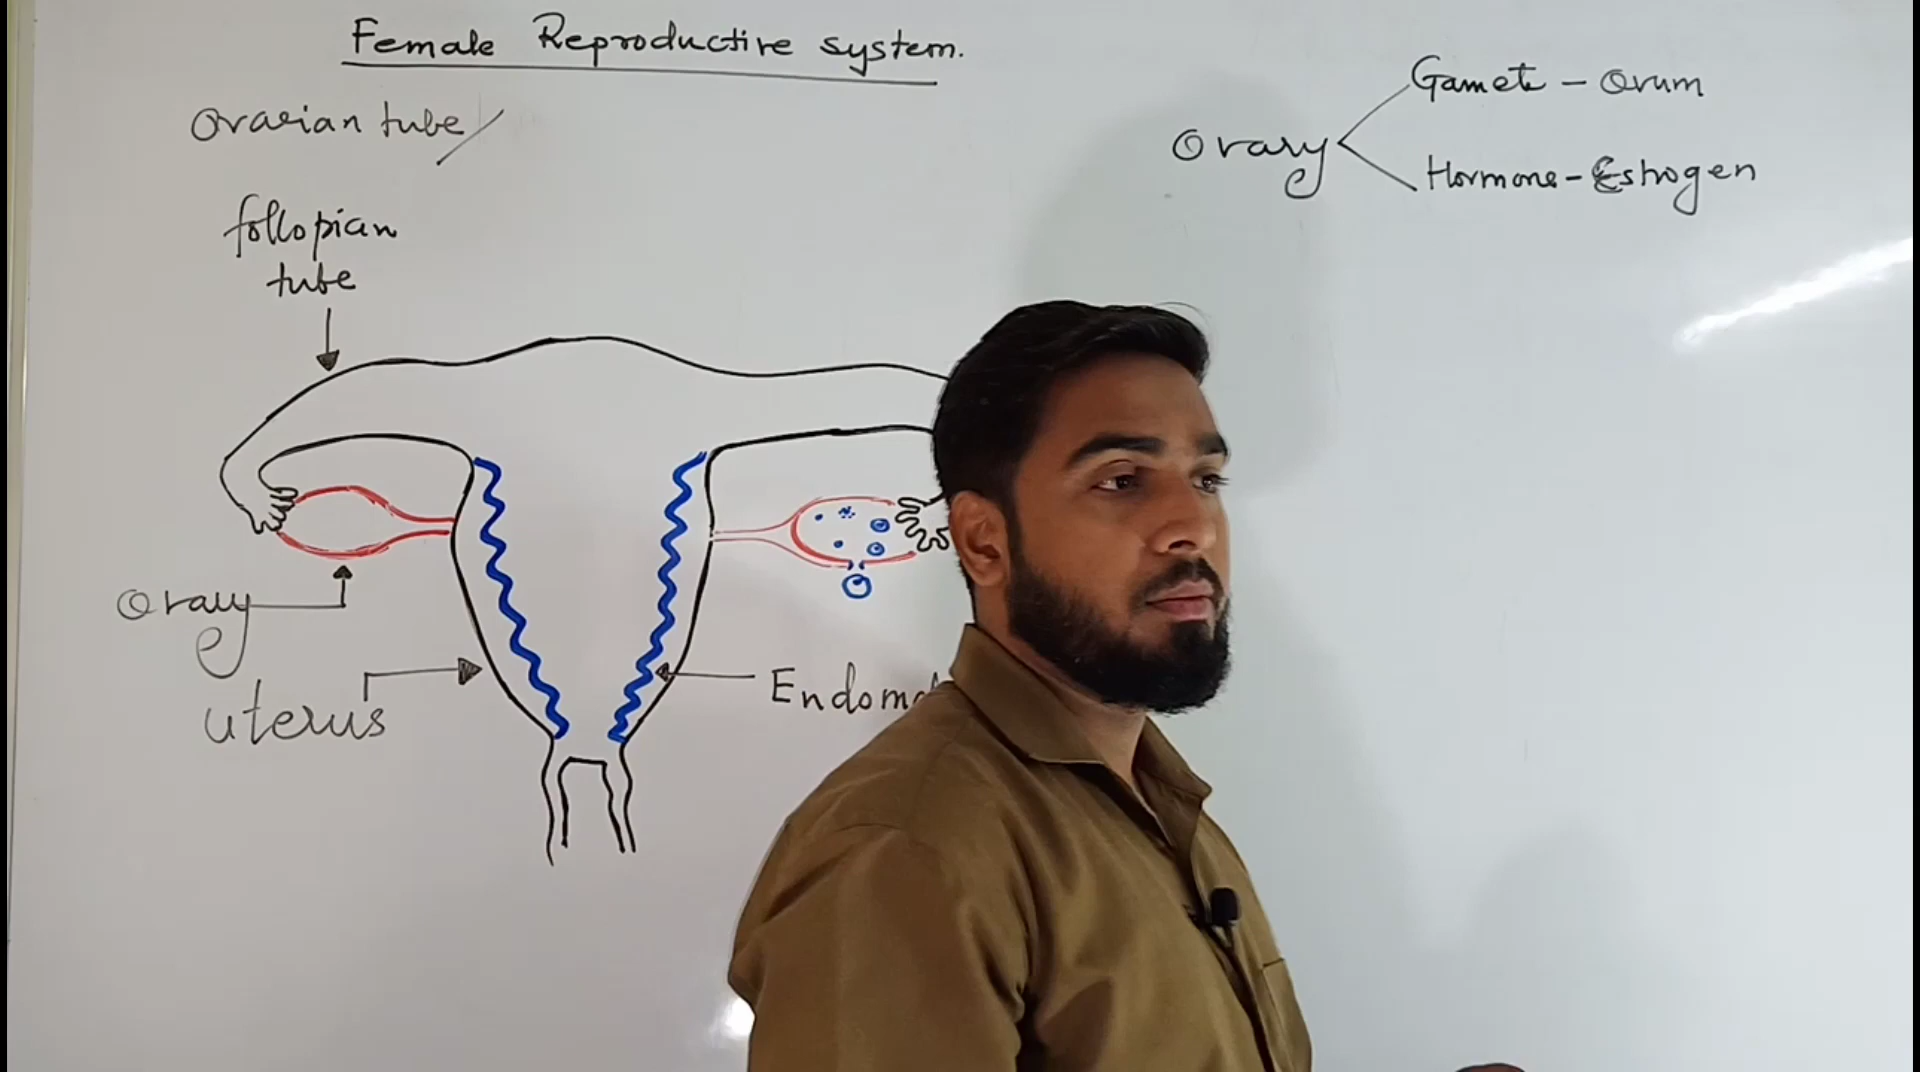 Female Reproductive system.
Ovarian tube/
follopian
tube
Ovary
uterus
Endom
Ovary
Gamete - Ovum
Hormone - Estrogen